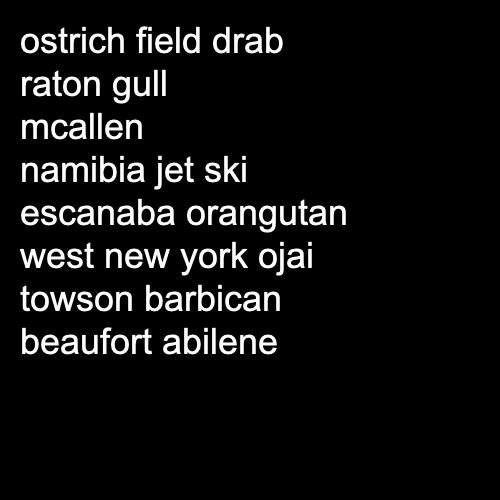 ostrich field drab
raton gull
mcallen
namibia jet ski
escanaba orangutan
west new york ojai
towson barbican
beaufort abilene